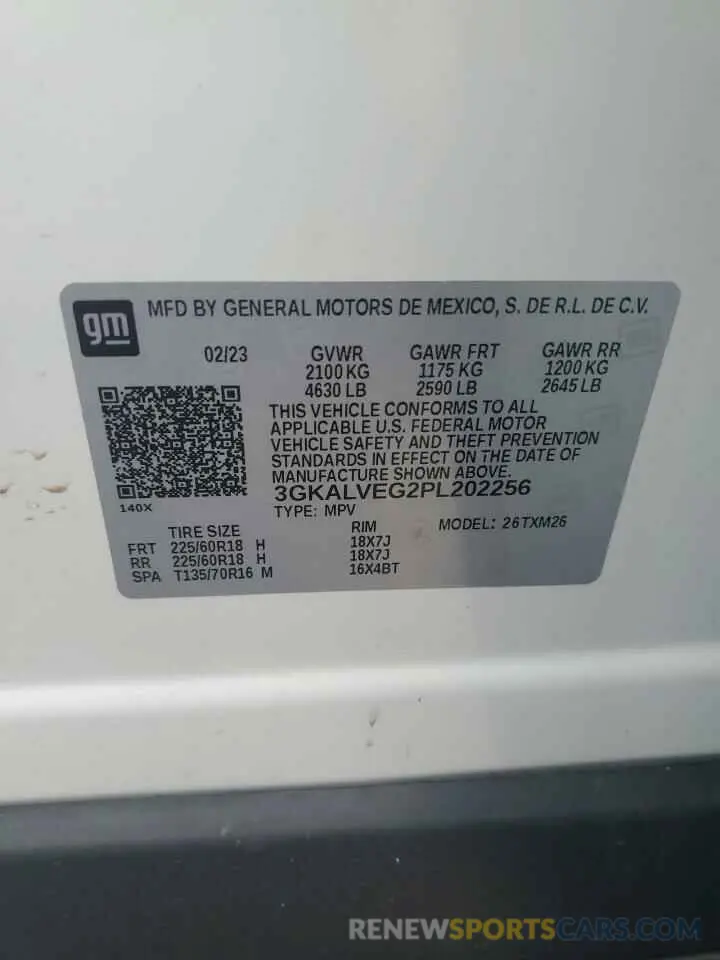 gm
MFD BY GENERAL MOTORS DE MEXICO, S. DE R.L. DE C.V.
02/23 GVWR GAWR FRT GAWR RR
2100 KG 1175 KG 1200 KG
4630 LB 2590 LB 2645 LB
THIS VEHICLE CONFORMS TO ALL
APPLICABLE U.S. FEDERAL MOTOR
VEHICLE SAFETY AND THEFT PREVENTION
STANDARDS IN EFFECT ON THE DATE OF
MANUFACTURE SHOWN ABOVE.
3GKALVEG2PL202256
140X
TYPE: MPV MODEL: 26TXM26
TIRE SIZE RIM
FRT 225/60R18 H 18X7J
RR 225/60R18 H 18X7J
SPA T135/70R16 M 16X4BT
RENEWSPORTSCARS.COM